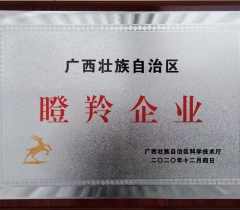 广西壮族自治区
瞪羚企业
广西壮族自治区科学技术厅
二〇二〇年十二月四日